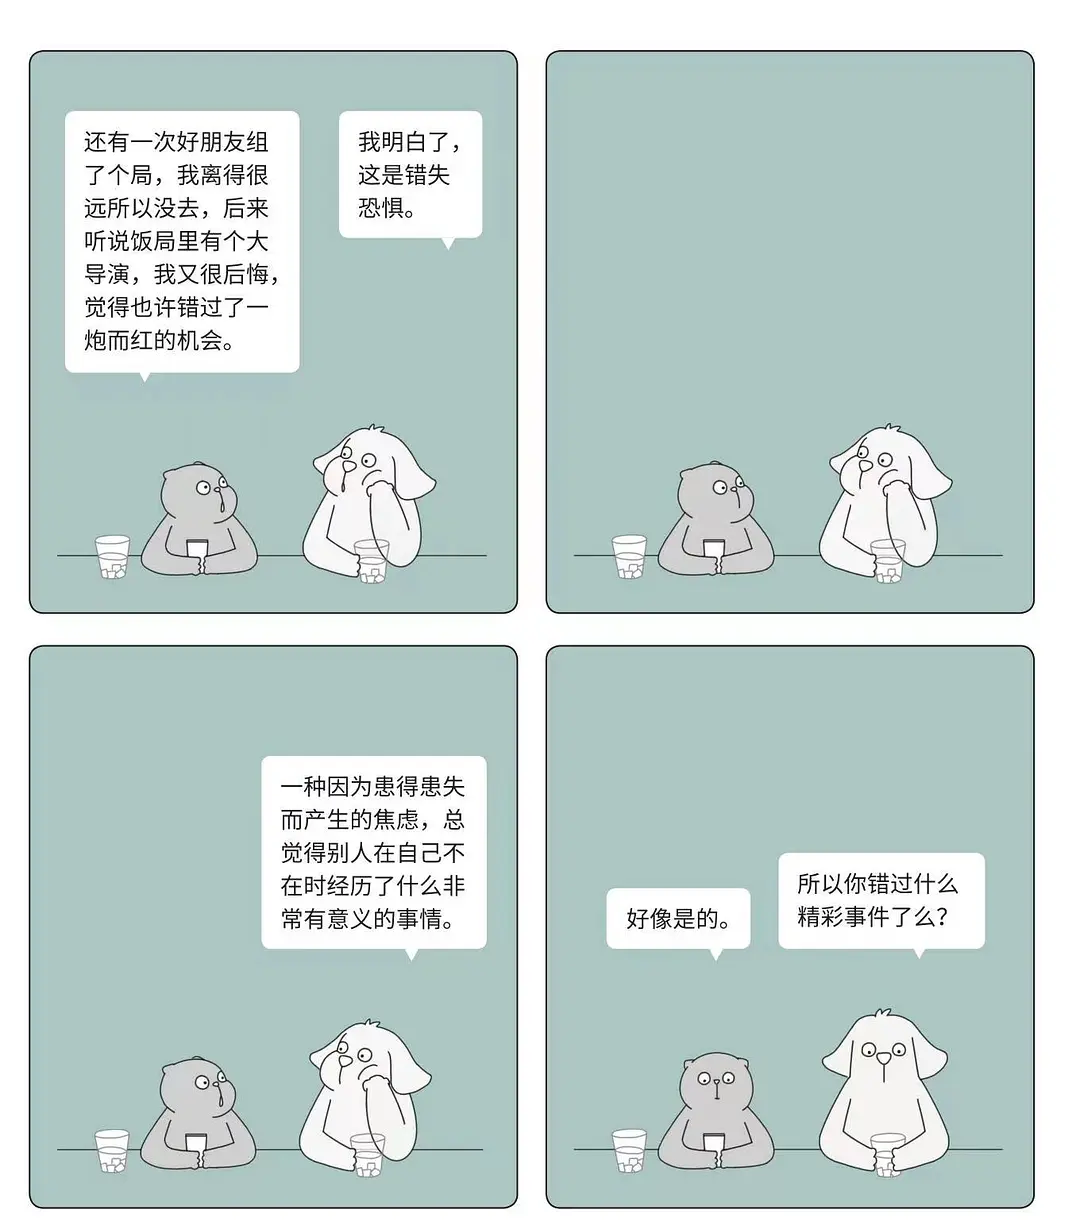 还有一次好朋友组
了个局，我离得很
远所以没去，后来
听说饭局里有个大
导演，我又很后悔，
觉得也许错过了一
炮而红的机会。
我明白了，
这是错失
恐惧。
一种因为患得患失
而产生的焦虑，总
觉得别人在自己不
在时经历了什么非
常有意义的事情。
好像是的。
所以你错过什么
精彩事件了么？